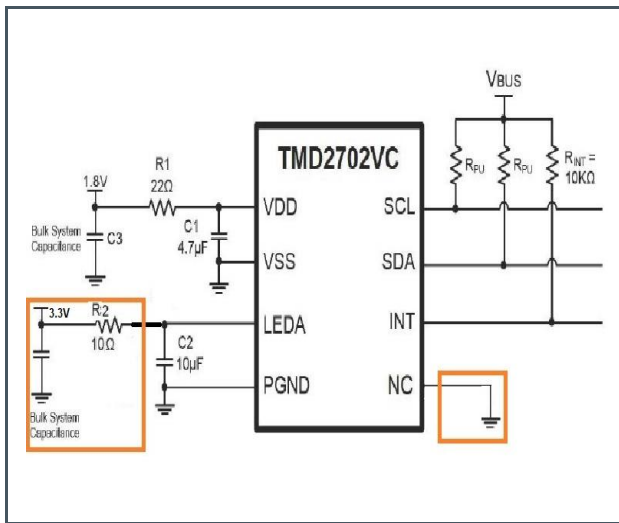 VBUS
TMD2702VC
R1
22Ω
1.8V
C1
4.7µF
C3
Bulk System
Capacitance
VDD
VSS
LEDA
PGND
SCL
SDA
INT
NC
RPU
RPU
RINT =
10KΩ
3.3V
R2
10Ω
C2
10µF
Bulk System
Capacitance